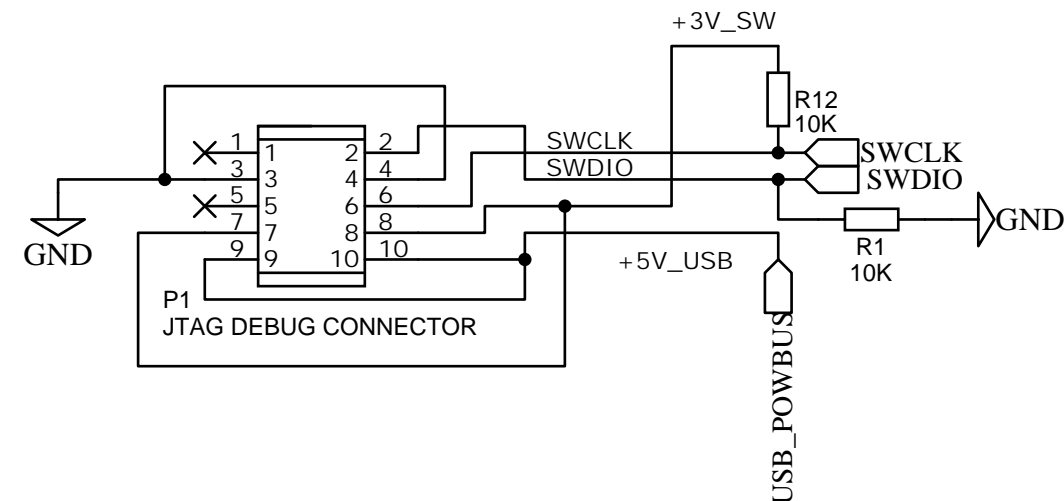 +3V_SW
R12
10K
1 1 2 2
SWCLK
SWCLK
3 3 4 4
SWDIO
SWDIO
5 5 6 6
7 7 8 8
GND
GND
9 9 10 10
R1
10K
+5V_USB
P1
JTAG DEBUG CONNECTOR
USB_POWBUS